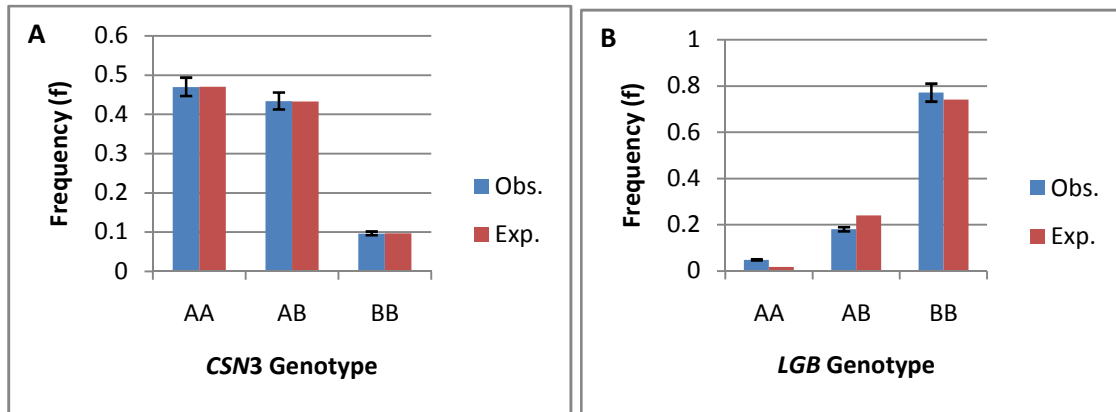 A
Frequency (f)
0.6
0.5
0.4
0.3
0.2
0.1
0
AA AB BB
CSN3 Genotype
Obs.
Exp.
B
Frequency (f)
1
0.8
0.6
0.4
0.2
0
AA AB BB
LGB Genotype
Obs.
Exp.